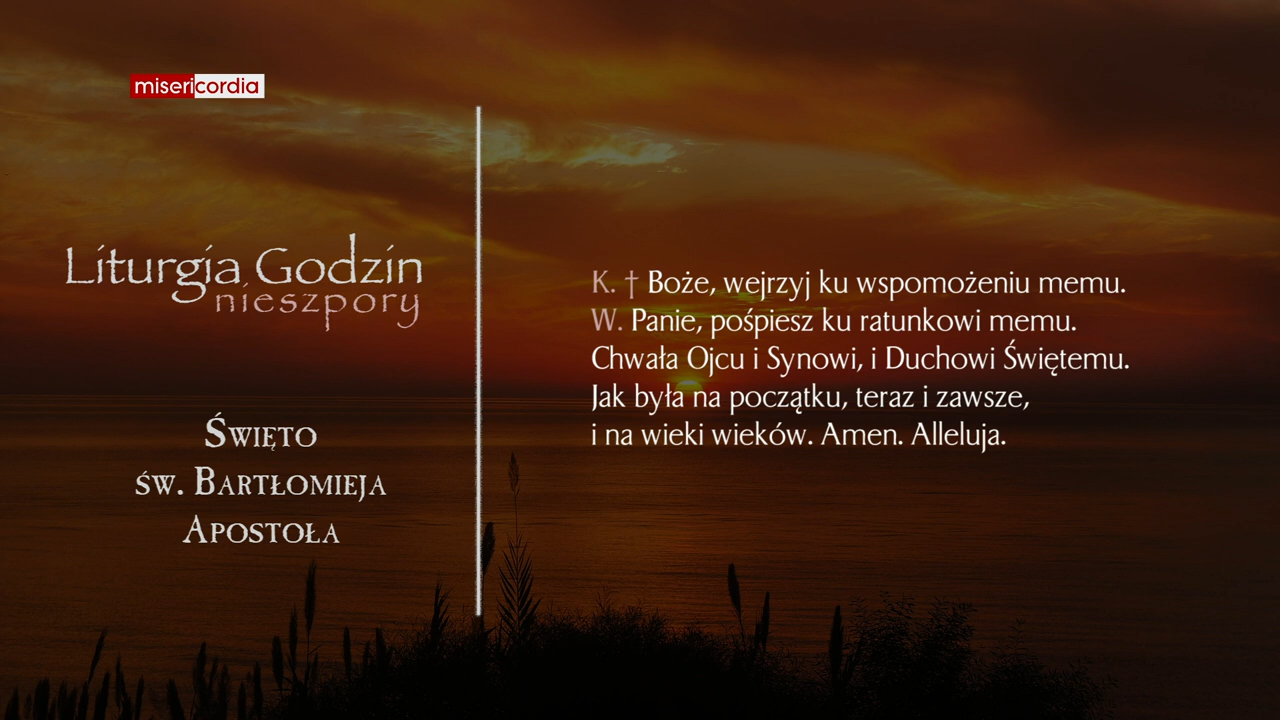 misericordia
Liturgia Godzin
nieszpory
Święto
św. Bartłomieja
Apostoła
K. † Boże, wejrzyj ku wspomożeniu memu.
W. Panie, pośpiesz ku ratunkowi memu.
Chwała Ojcu i Synowi, i Duchowi Świętemu.
Jak była na początku, teraz i zawsze,
i na wieki wieków. Amen. Alleluja.